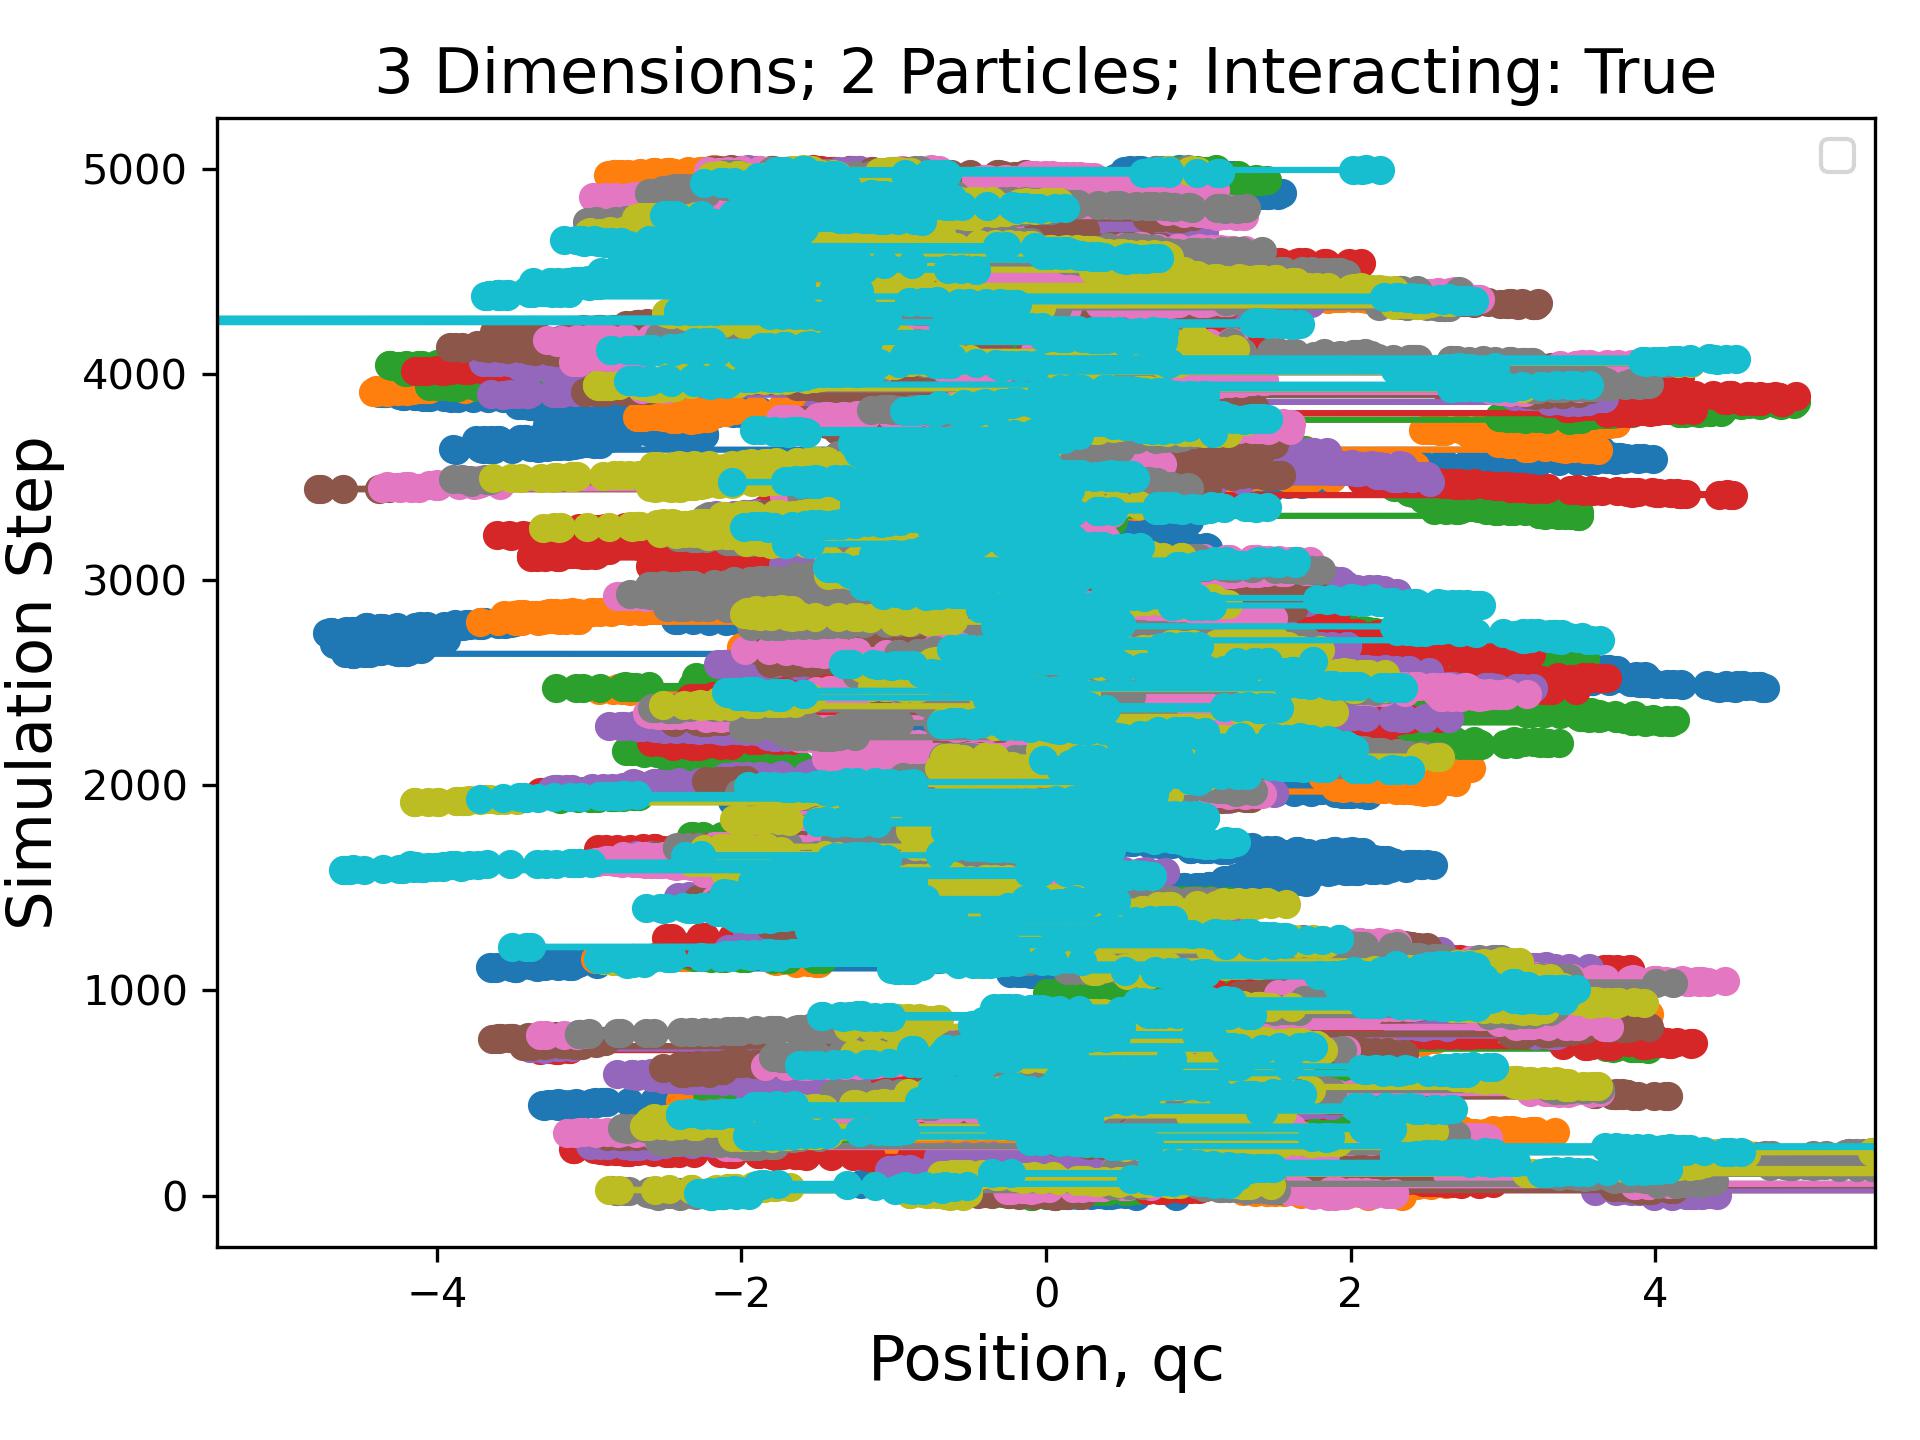 3 Dimensions; 2 Particles; Interacting: True
Simulation Step
5000
4000
3000
2000
1000
0
−4 −2 0 2 4
Position, qc